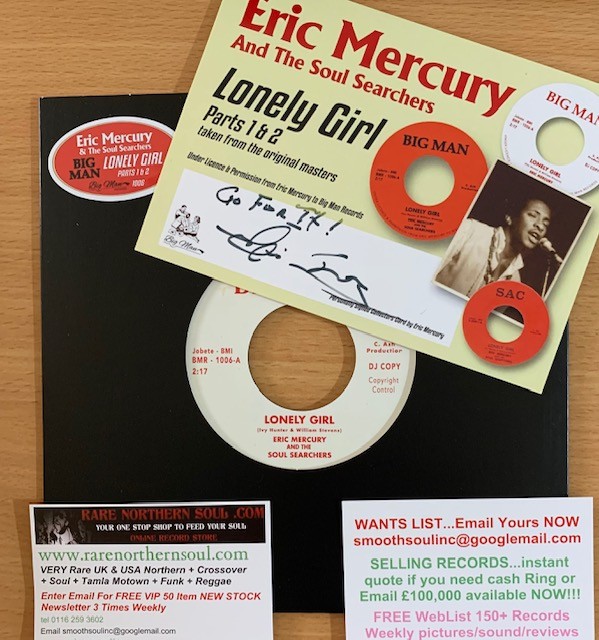 Eric Mercury
And The Soul Searchers
Lonely Girl
Parts 1 & 2
taken from the original masters
Under Licence & Permission from Eric Mercury to Big Man Records
Go For It!
Personally Signed Collectors Card by Eric Mercury
Big Man
BIG MAN
LONELY GIRL
BIG MAN
LONELY GIRL
SAC
Eric Mercury
& The Soul Searchers
BIG MAN
LONELY GIRL
PARTS 1 & 2
Big Man
1006
Jobete - BMI
BMR - 1006-A
2:17
Production
DJ COPY
Copyright
Control
LONELY GIRL
(Ivy Hunter & William Stevens)
ERIC MERCURY
AND THE
SOUL SEARCHERS
RARE NORTHERN SOUL .COM
YOUR ONE STOP SHOP TO FEED YOUR SOUL
ONLINE RECORD STORE
www.rarenorthernsoul.com
VERY Rare UK & USA Northern + Crossover
+ Soul + Tamla Motown + Funk + Reggae
Enter Email For FREE VIP 50 Item NEW STOCK
Newsletter 3 Times Weekly
tel 0116 259 3602
Email smoothsoulinc@googlemail.com
WANTS LIST...Email Yours NOW
smoothsoulinc@googlemail.com
SELLING RECORDS...instant
quote if you need cash Ring or
Email £100,000 available NOW!!!
FREE WebList 150+ Records
Weekly pictures/sound/reviews